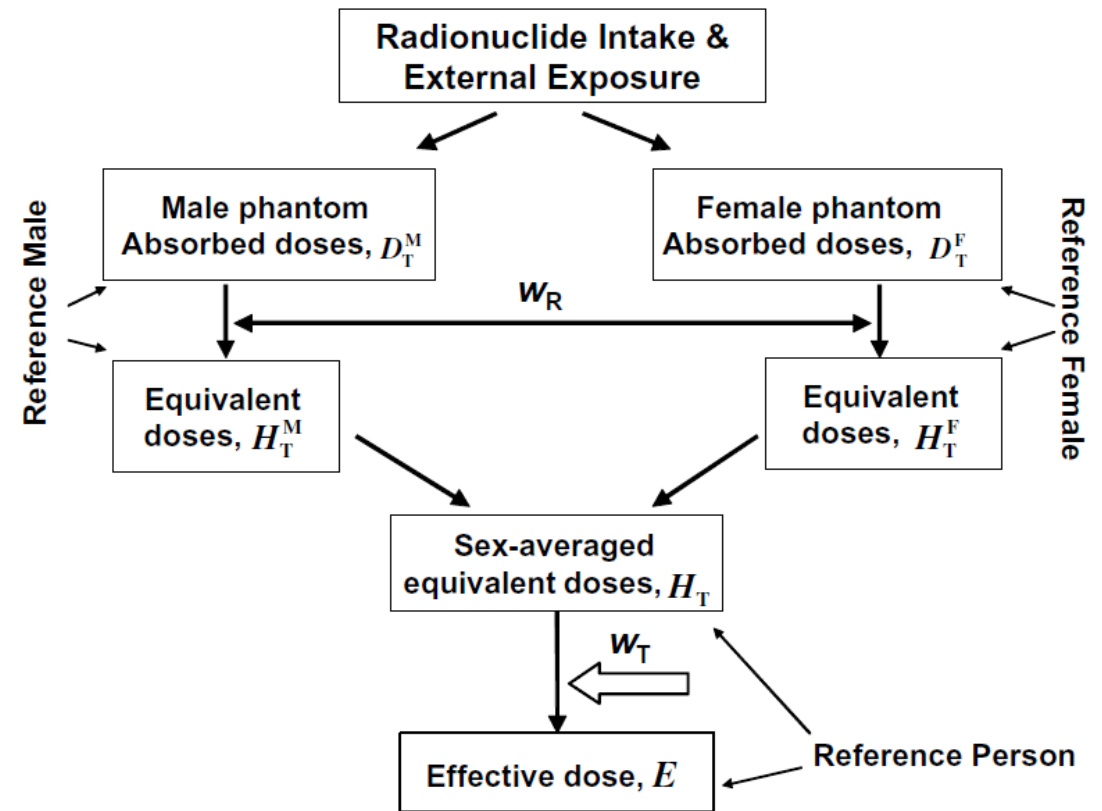 Radionuclide Intake &
External Exposure
Male phantom
Absorbed doses, D_T^M
Female phantom
Absorbed doses, D_T^F
Reference Male
Reference Female
w_R
Equivalent
doses, H_T^M
Equivalent
doses, H_T^F
Sex-averaged
equivalent doses, H_T
w_T
Effective dose, E
Reference Person